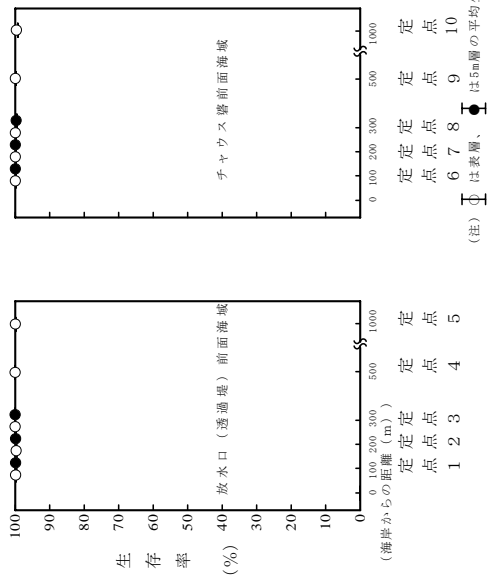 100
90
80
70
60
50
40
30
20
10
0
生存率
(%)
放水口（透過堤）前面海域
0 100 200 300 500 1000
(海岸からの距離（m））
定点1 定点2 定点3 定点4 定点5
チャウス礬前面海域
0 100 200 300 500 1000
定点6 定点7 定点8 定点9 定点10
(注) ○は表層、●は5m層の平均